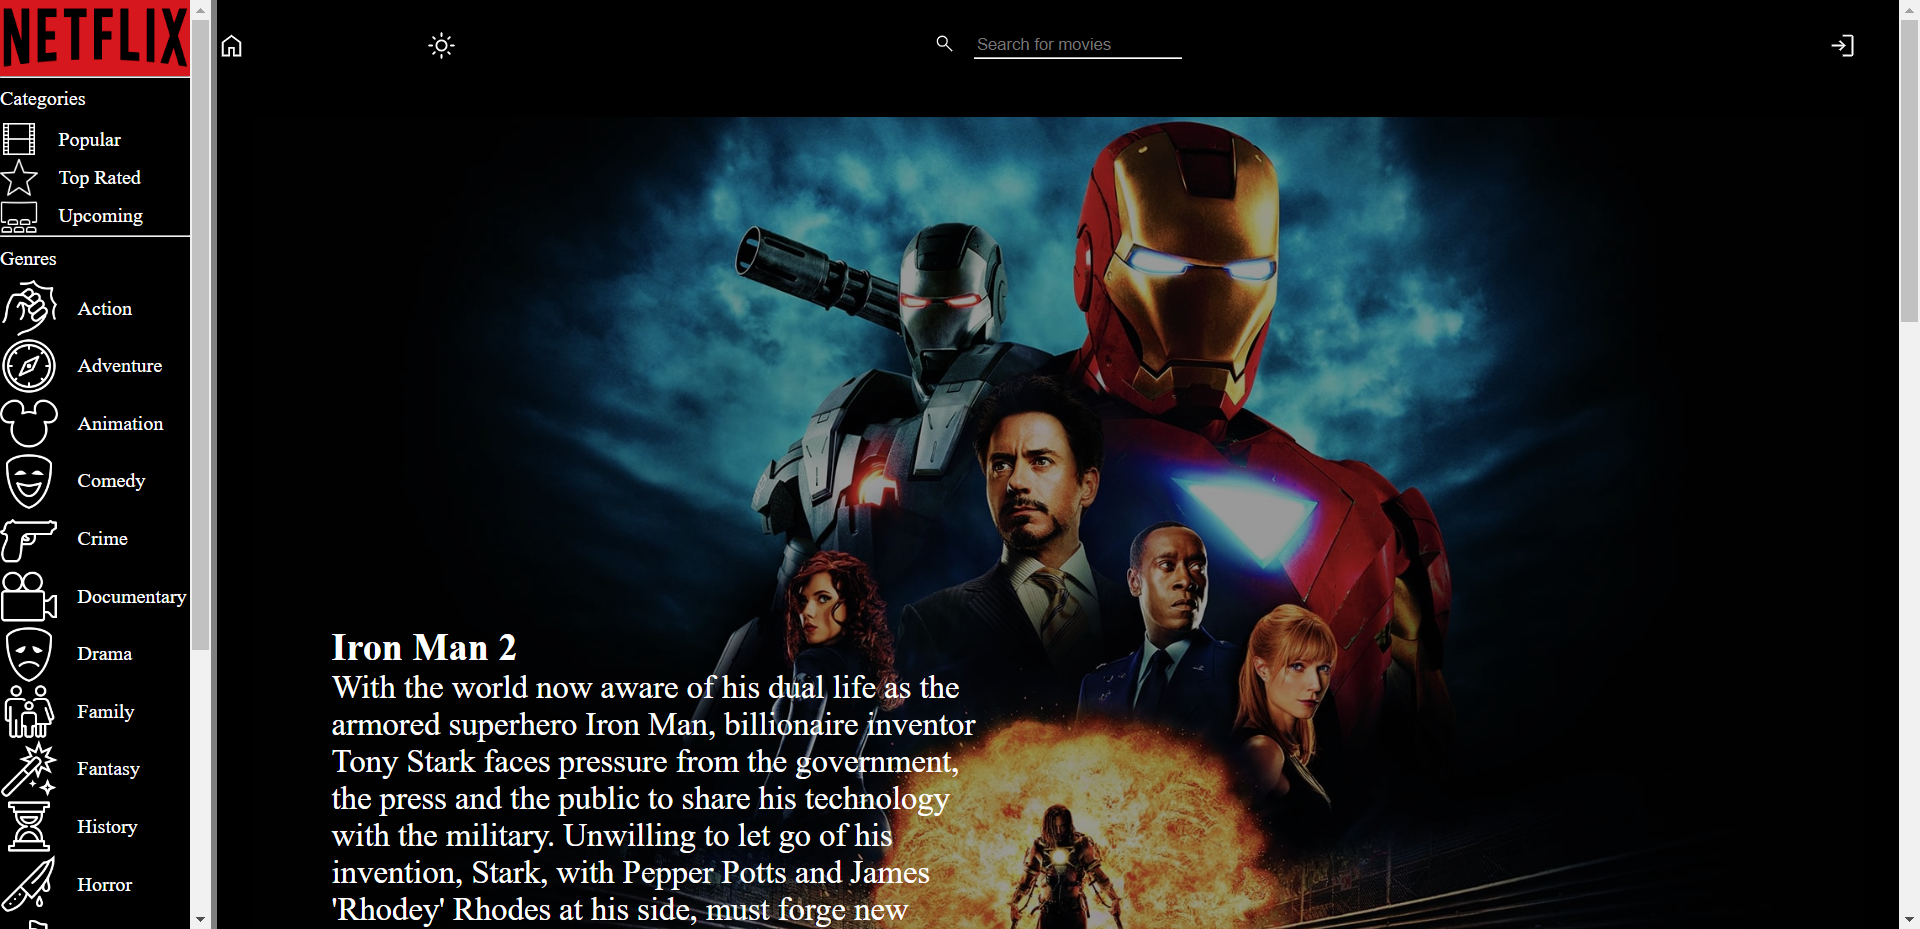 NETFLIX
Search for movies
Categories
Popular
Top Rated
Upcoming
Genres
Action
Adventure
Animation
Comedy
Crime
Documentary
Drama
Family
Fantasy
History
Horror
Iron Man 2
With the world now aware of his dual life as the
armored superhero Iron Man, billionaire inventor
Tony Stark faces pressure from the government,
the press and the public to share his technology
with the military. Unwilling to let go of his
invention, Stark, with Pepper Potts and James
'Rhodey' Rhodes at his side, must forge new